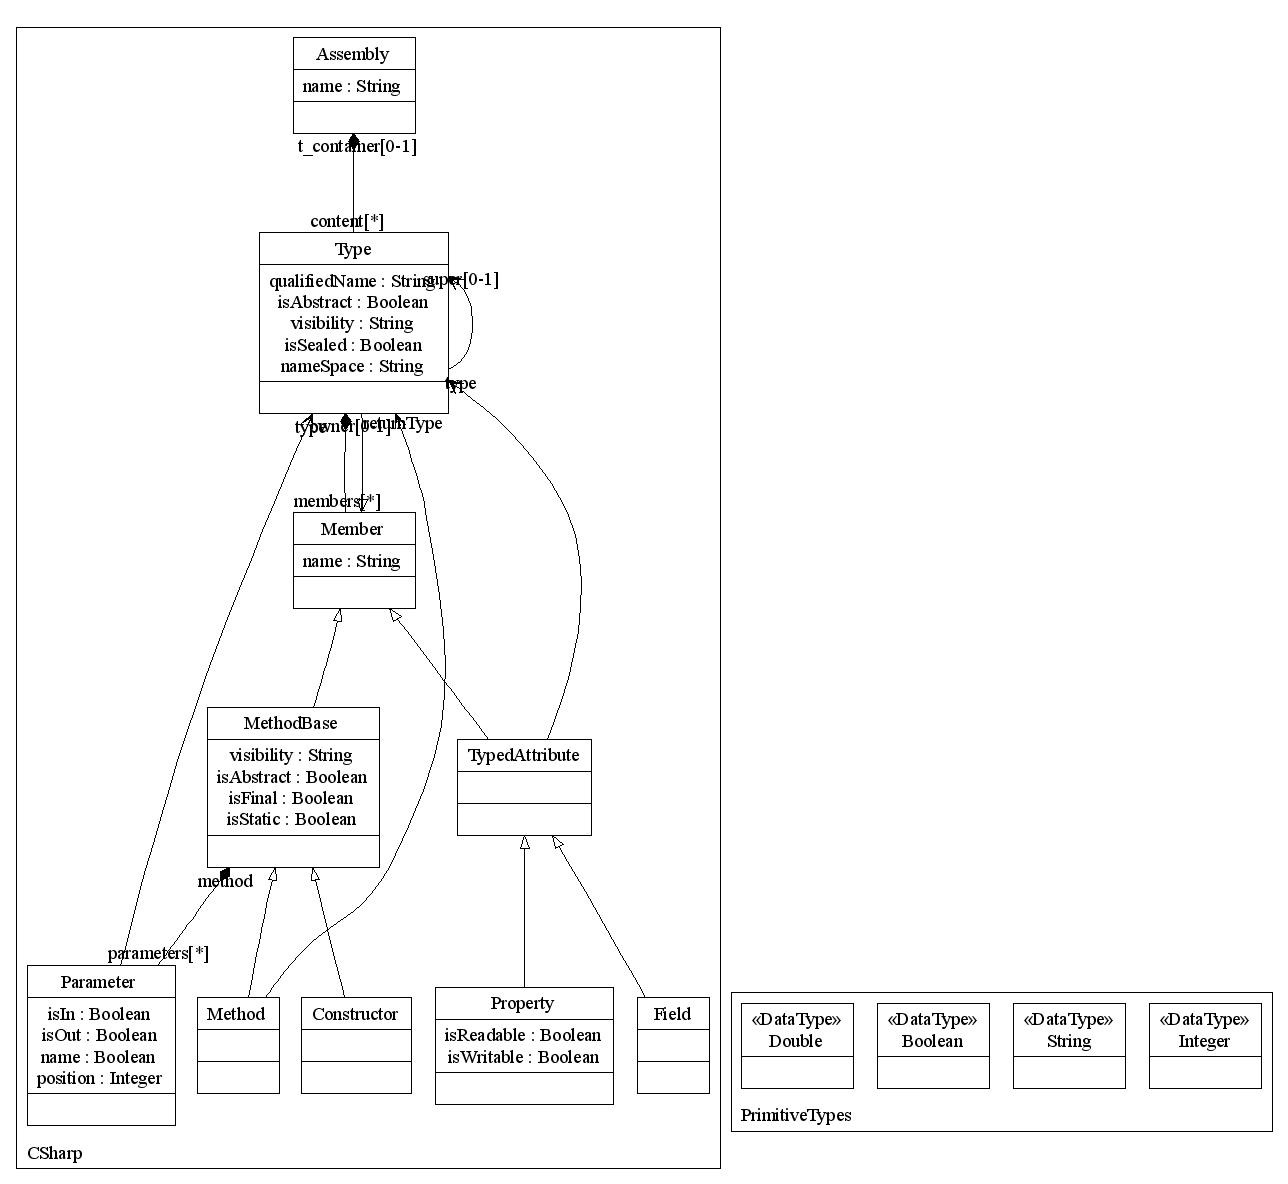 Assembly
name : String
t_container[0-1]
content[*]
Type
qualifiedName : String
super[0-1]
isAbstract : Boolean
visibility : String
isSealed : Boolean
nameSpace : String
type
type
owner[0-1]
returnType
members[*]
Member
name : String
MethodBase
visibility : String
isAbstract : Boolean
isFinal : Boolean
isStatic : Boolean
TypedAttribute
method
parameters[*]
Parameter
isIn : Boolean
isOut : Boolean
name : Boolean
position : Integer
Method
Constructor
Property
isReadable : Boolean
isWritable : Boolean
Field
CSharp
«DataType»
Double
«DataType»
Boolean
«DataType»
String
«DataType»
Integer
PrimitiveTypes